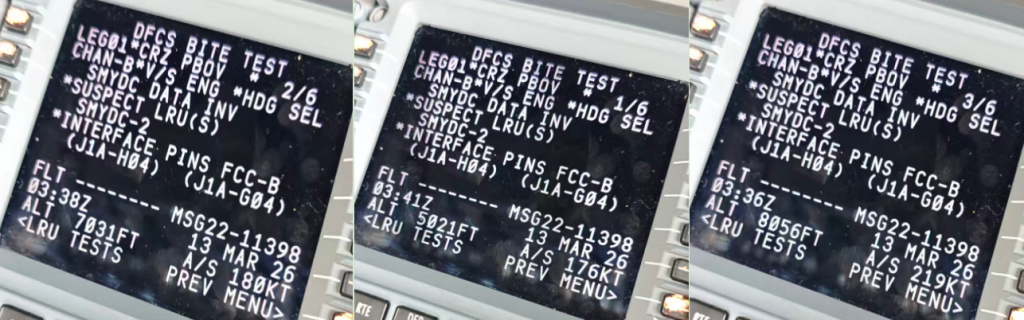 DFCS BITE TEST
LEG01*CRZ PBOV * 2/6
CHAN-B*V/S ENG *HDG SEL
SMYDC DATA INV
*SUSPECT LRU(S)
SMYDC-2
*INTERFACE PINS FCC-B
(J1A-H04) (J1A-G04)
FLT _________ MSG22-11398
03:38Z 13 MAR 26
ALT 7031FT A/S 180KT
<LRU TESTS PREV MENU>
DFCS BITE TEST
LEG01*CRZ PBOV * 1/6
CHAN-B*V/S ENG *HDG SEL
SMYDC DATA INV
*SUSPECT LRU(S)
SMYDC-2
*INTERFACE PINS FCC-B
(J1A-H04) (J1A-G04)
FLT _________ MSG22-11398
03:41Z 13 MAR 26
ALT 5021FT A/S 176KT
<LRU TESTS PREV MENU>
DFCS BITE TEST
LEG01*CRZ PBOV * 3/6
CHAN-B*V/S ENG *HDG SEL
SMYDC DATA INV
*SUSPECT LRU(S)
SMYDC-2
*INTERFACE PINS FCC-B
(J1A-H04) (J1A-G04)
FLT _________ MSG22-11398
03:36Z 13 MAR 26
ALT 8056FT A/S 219KT
<LRU TESTS PREV MENU>